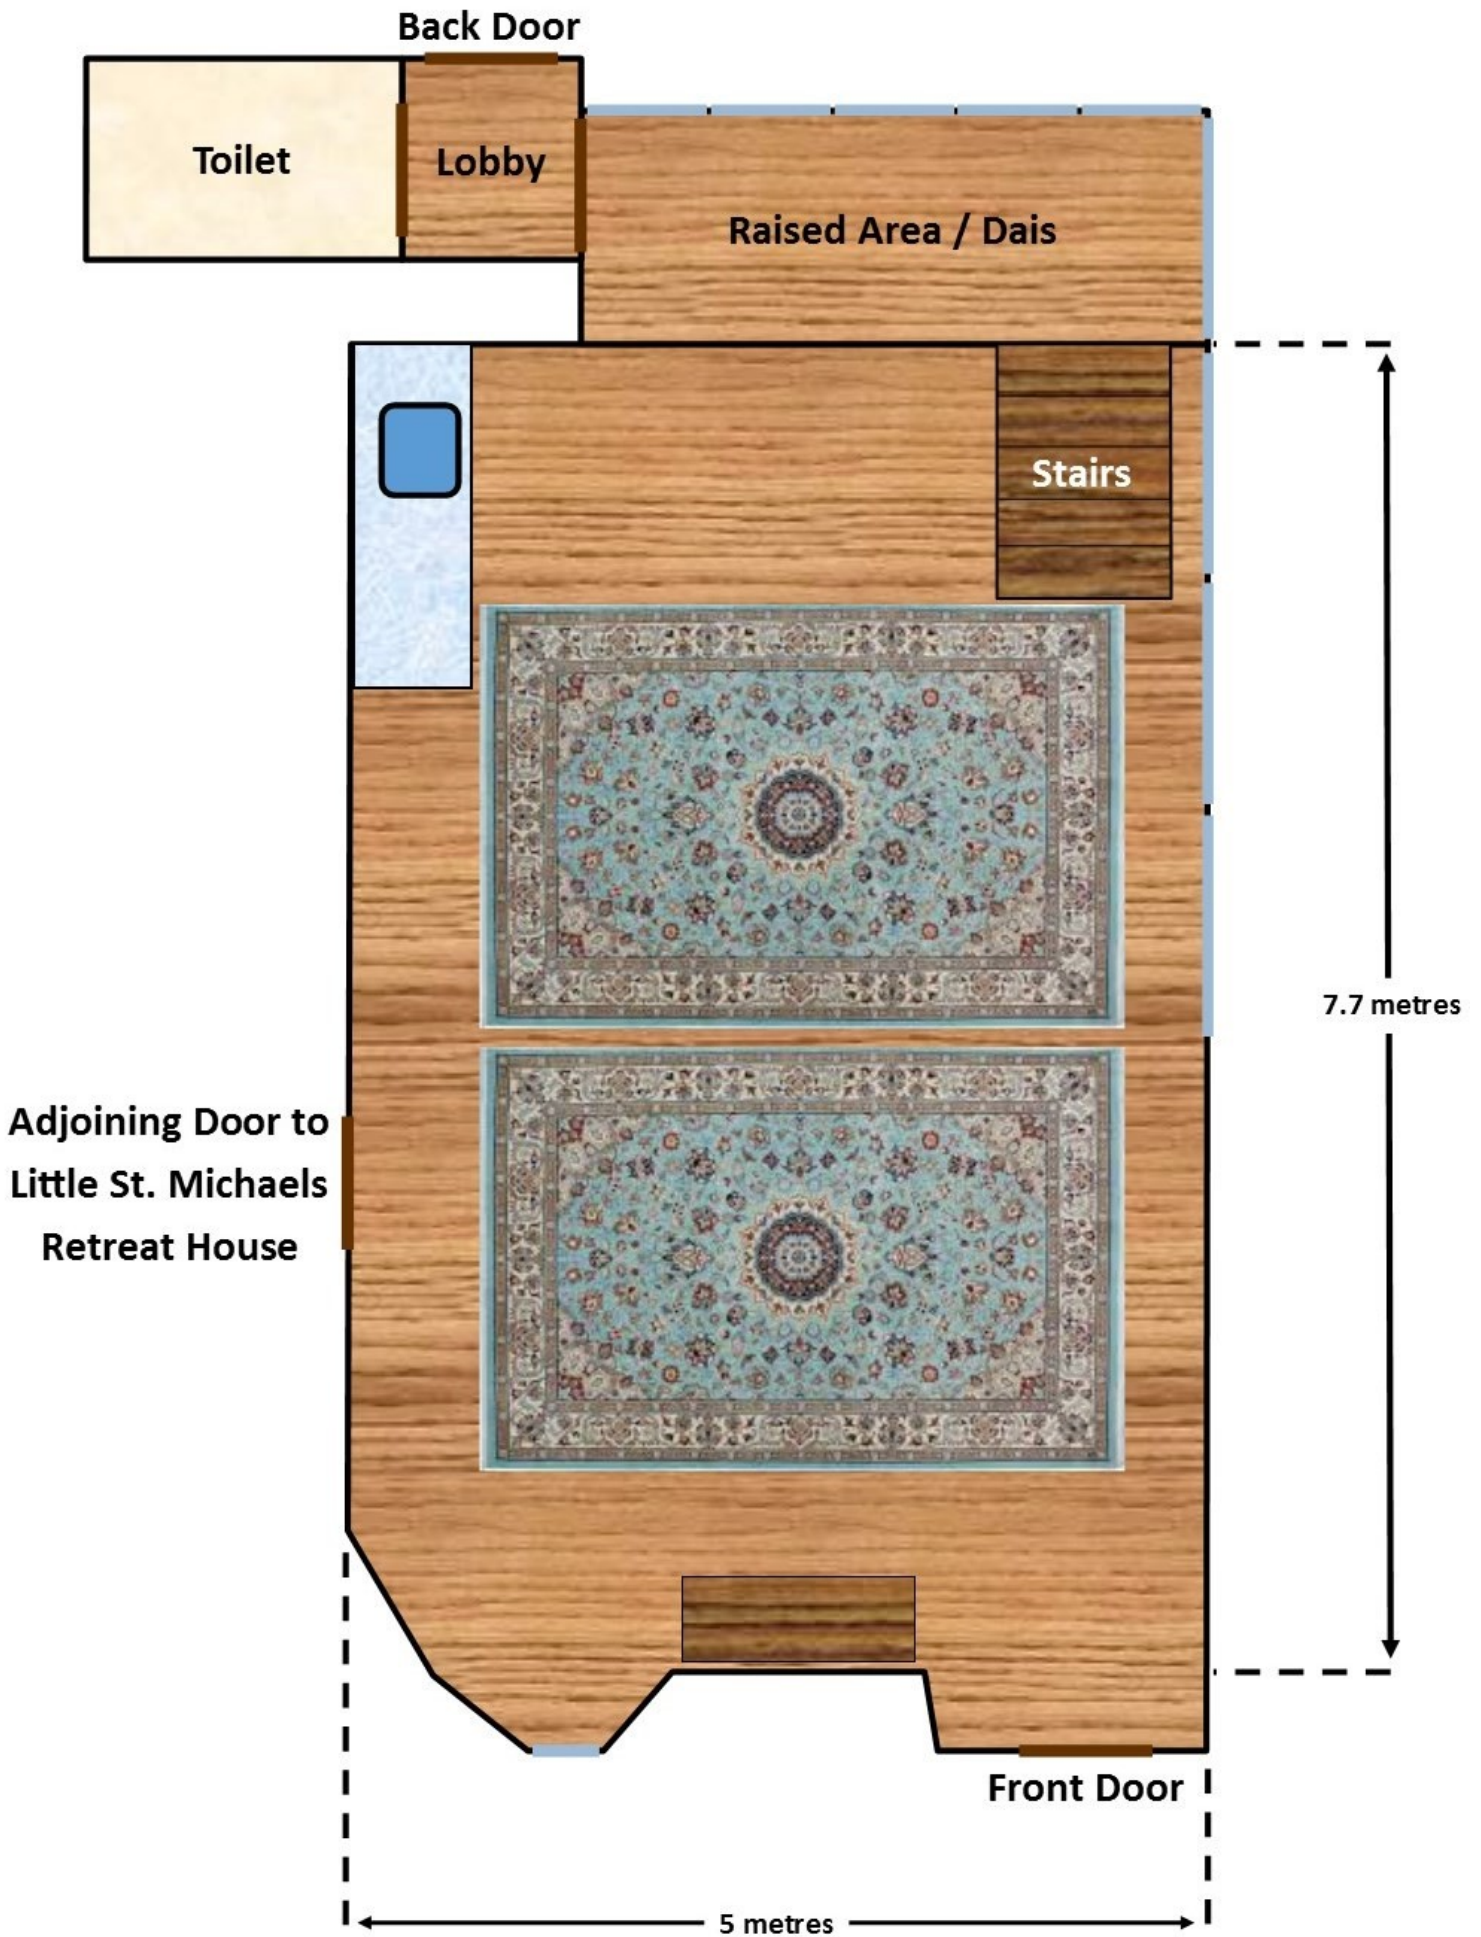 Back Door
Toilet
Lobby
Raised Area / Dais
Stairs
7.7 metres
Adjoining Door to
Little St. Michaels
Retreat House
Front Door
5 metres